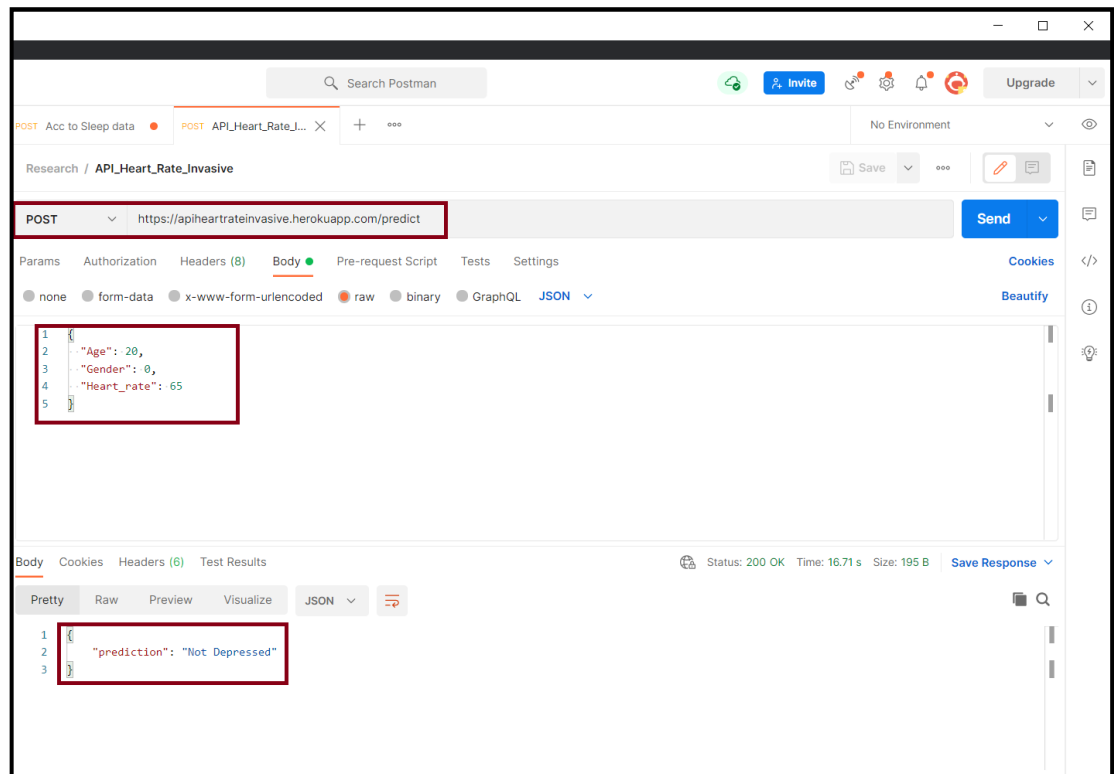 Search Postman
Invite
Upgrade
POST Acc to Sleep data
POST API_Heart_Rate_I...
No Environment
Research / API_Heart_Rate_Invasive
Save
POST https://apiheartrateinvasive.herokuapp.com/predict
Send
Params Authorization Headers (8) Body Pre-request Script Tests Settings Cookies
none form-data x-www-form-urlencoded raw binary GraphQL JSON Beautify
1 {
2 "Age": 20,
3 "Gender": 0,
4 "Heart_rate": 65
5 }
Body Cookies Headers (6) Test Results Status: 200 OK Time: 16.71 s Size: 195 B Save Response
Pretty Raw Preview Visualize JSON
1 {
2 "prediction": "Not Depressed"
3 }